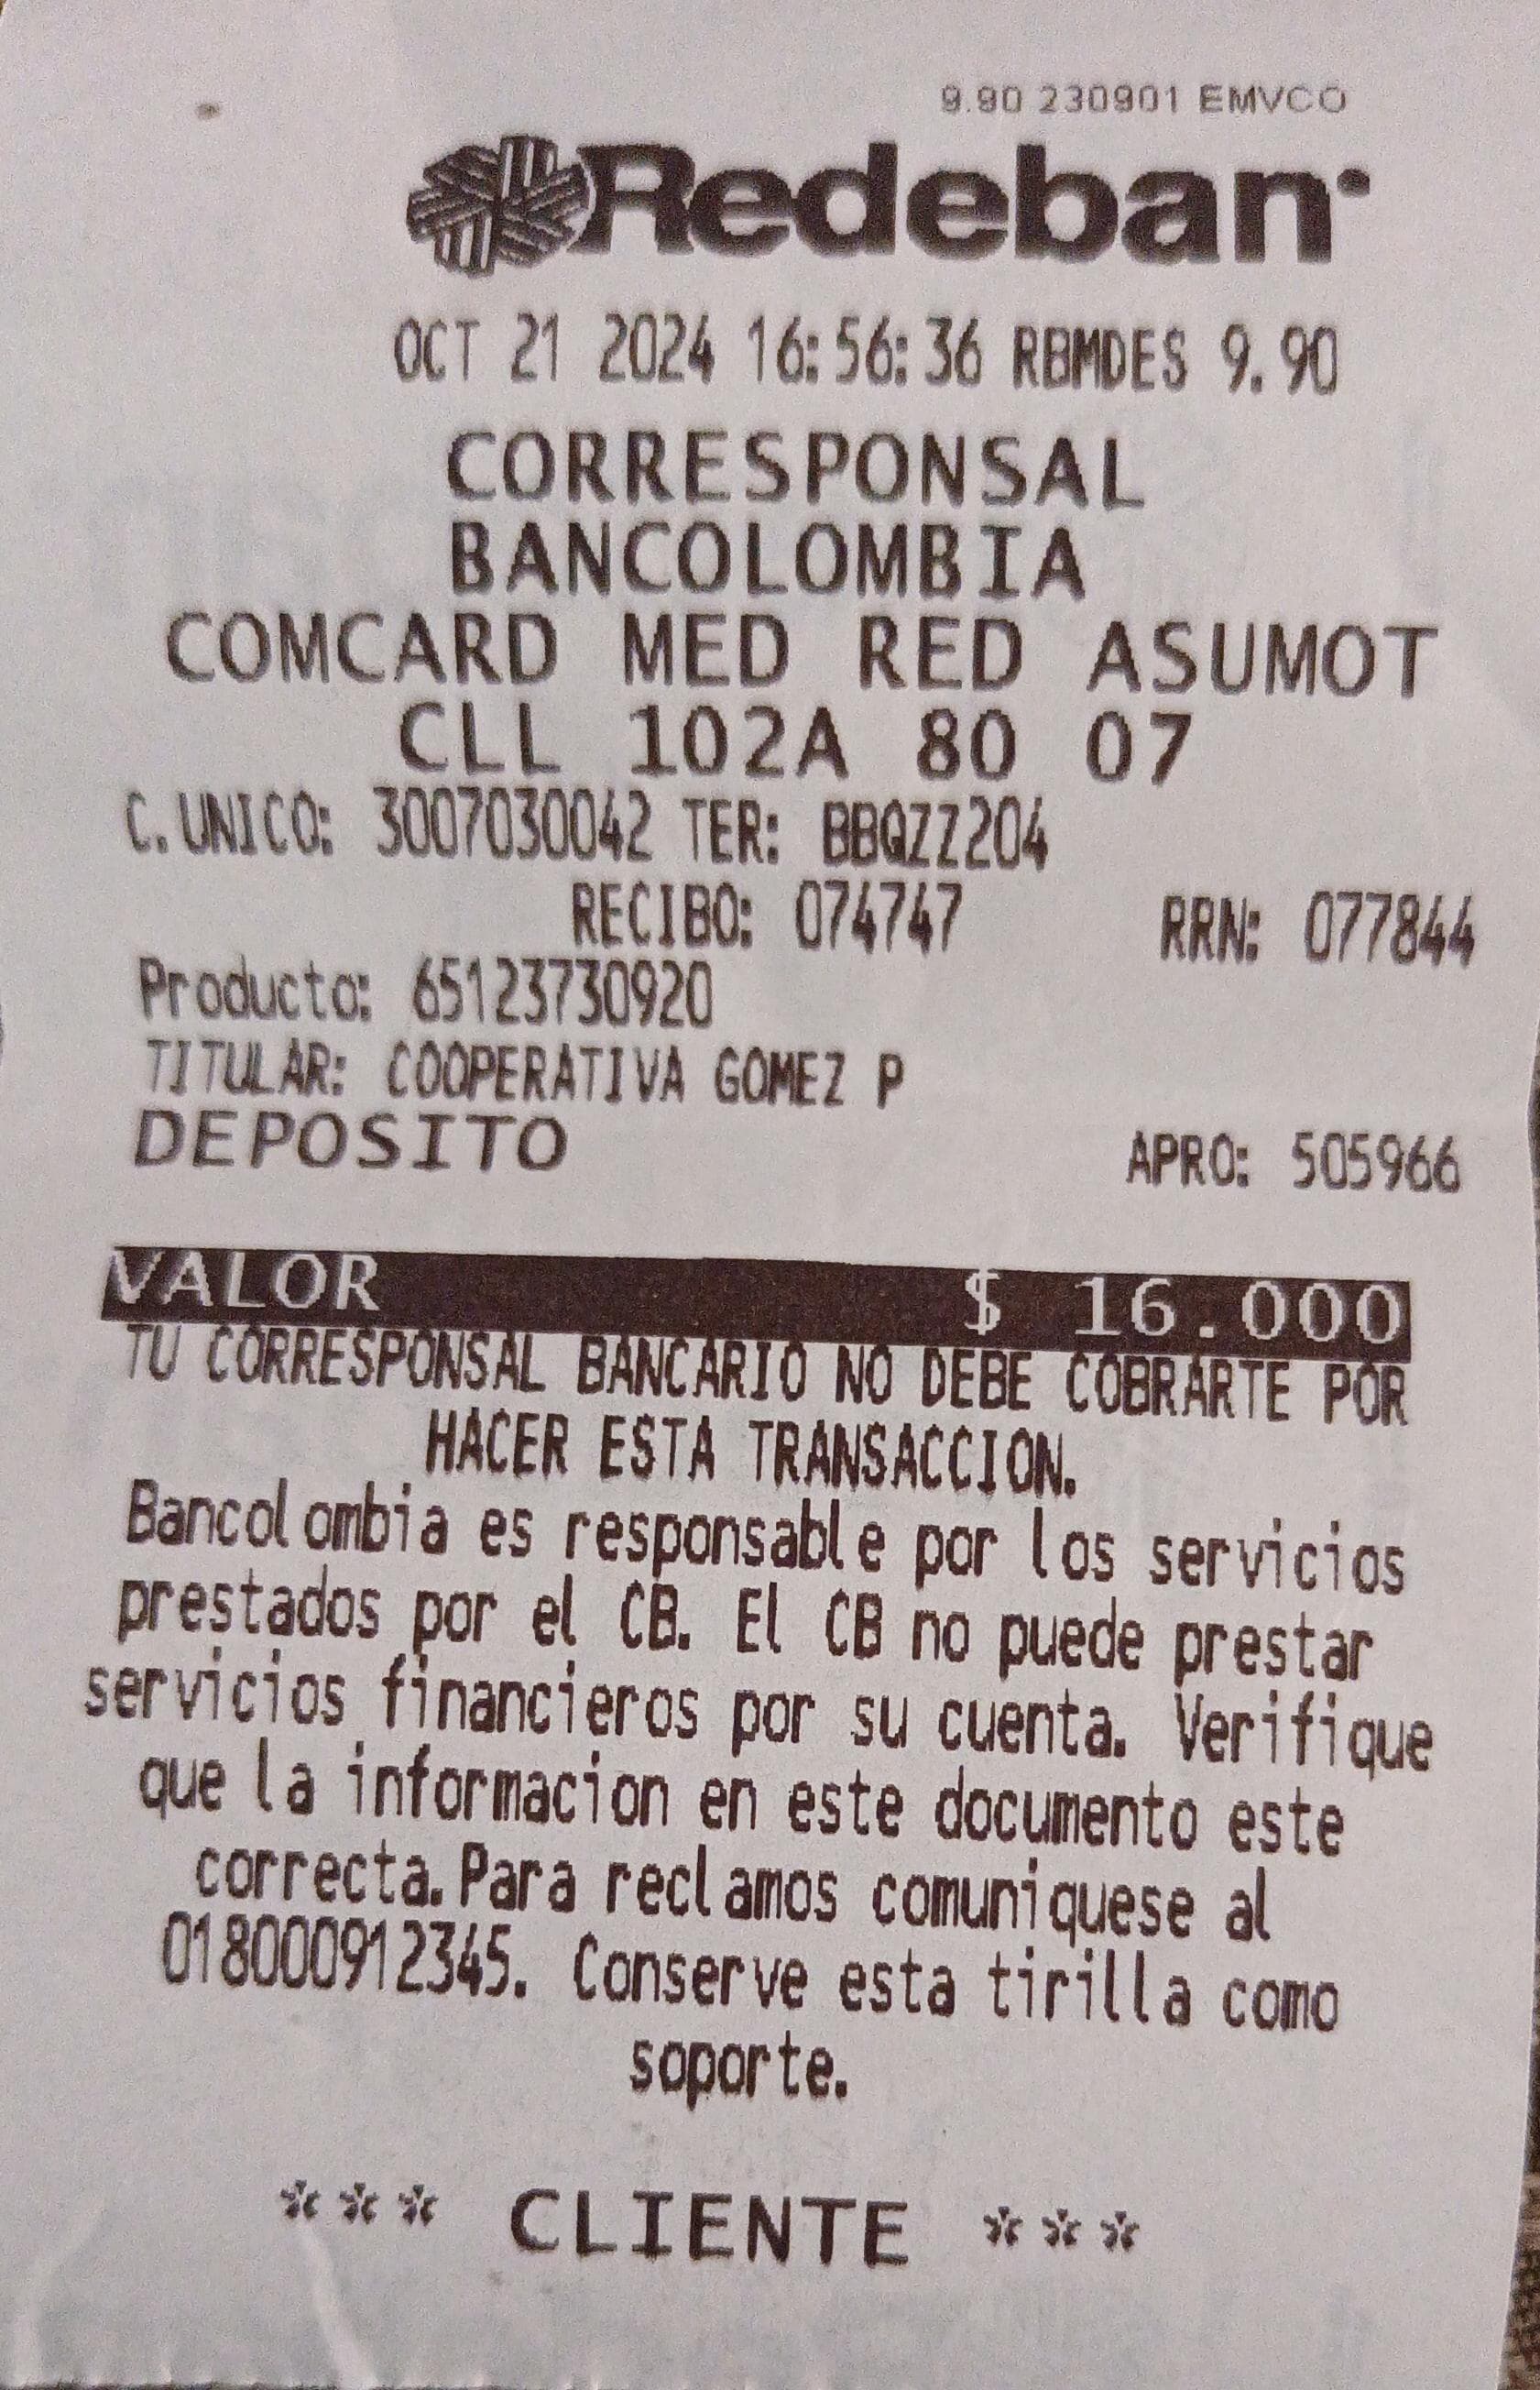 9.90 230901 EMVCO
Redeban
OCT 21 2024 16:56:36 RBMDES 9.90
CORRESPONSAL
BANCOLOMBIA
COMCARD MED RED ASUMOT
CLL 102A 80 07
C.UNICO: 3007030042 TER: BBQZZ204
RECIBO: 074747 RRN: 077844
Producto: 65123730920
TITULAR: COOPERATIVA GOMEZ P
DEPOSITO APRO: 505966
VALOR $ 16.000
TU CORRESPONSAL BANCARIO NO DEBE COBRARTE POR
HACER ESTA TRANSACCION.
Bancolombia es responsable por los servicios
prestados por el CB. El CB no puede prestar
servicios financieros por su cuenta. Verifique
que la informacion en este documento este
correcta.Para reclamos comuniquese al
018000912345. Conserve esta tirilla como
soporte.
*** CLIENTE ***